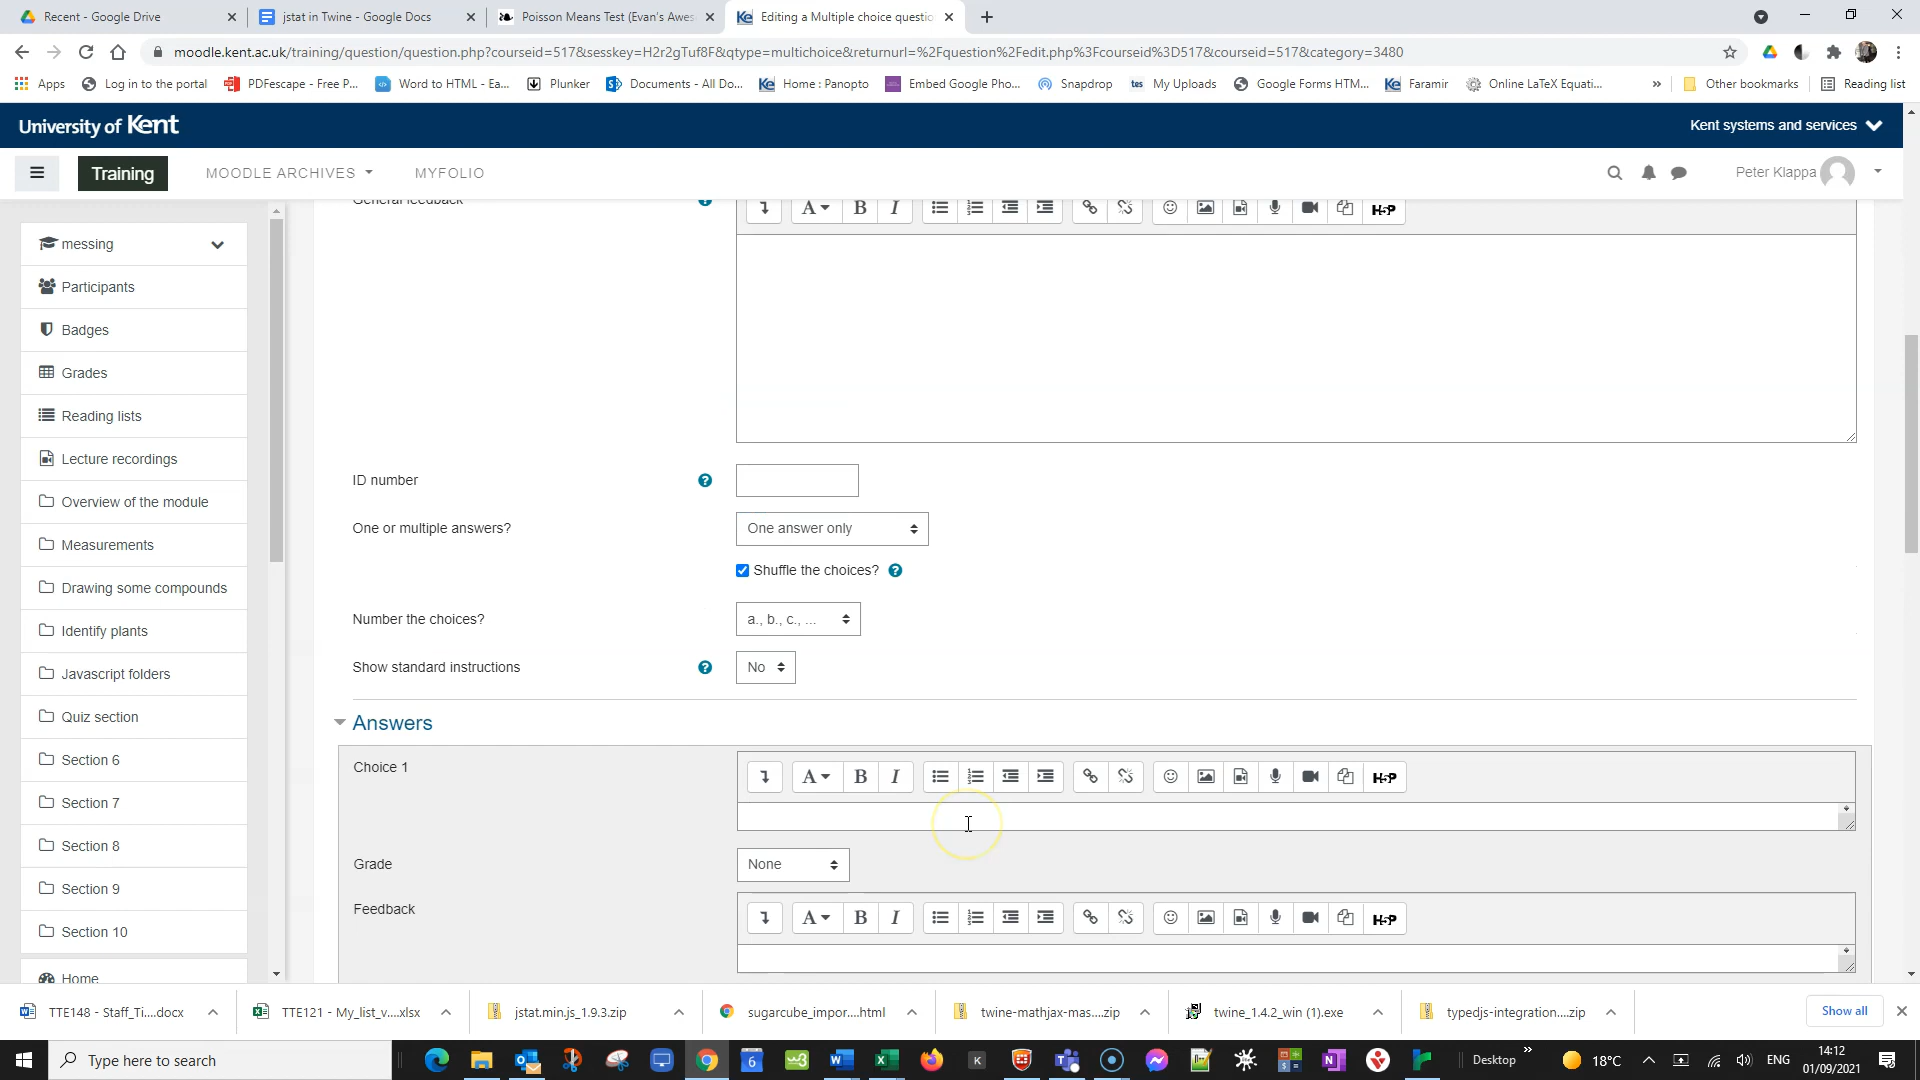 Recent - Google Drive
jstat in Twine - Google Docs
Poisson Means Test (Evan's Awes
Editing a Multiple choice questio
moodle.kent.ac.uk/training/question/question.php?courseid=517&sesskey=H2r2gTuf8F&qtype=multichoice&returnurl=%2Fquestion%2Fedit.php%3Fcourseid%3D517&courseid=517&category=3480
Apps
Log in to the portal
PDFescape - Free P...
Word to HTML - Ea...
Plunker
Documents - All Do...
Home : Panopto
Embed Google Pho...
Snapdrop
tes My Uploads
Google Forms HTM...
Faramir
Online LaTeX Equati...
Other bookmarks
Reading list
University of Kent
Kent systems and services
Training
MOODLE ARCHIVES
MYFOLIO
Peter Klappa
messing
Participants
Badges
Grades
Reading lists
Lecture recordings
Overview of the module
Measurements
Drawing some compounds
Identify plants
Javascript folders
Quiz section
Section 6
Section 7
Section 8
Section 9
Section 10
Home
General feedback
A B I H5P
ID number
One or multiple answers?
One answer only
Shuffle the choices?
Number the choices?
a., b., c., ...
Show standard instructions
No
Answers
Choice 1
A B I H5P
Grade
None
Feedback
A B I H5P
TTE148 - Staff_Ti....docx
TTE121 - My_list_v....xlsx
jstat.min.js_1.9.3.zip
sugarcube_impor....html
twine-mathjax-mas....zip
twine_1.4.2_win (1).exe
typedjs-integration....zip
Show all
Type here to search
Desktop
18°C
ENG
14:12
01/09/2021